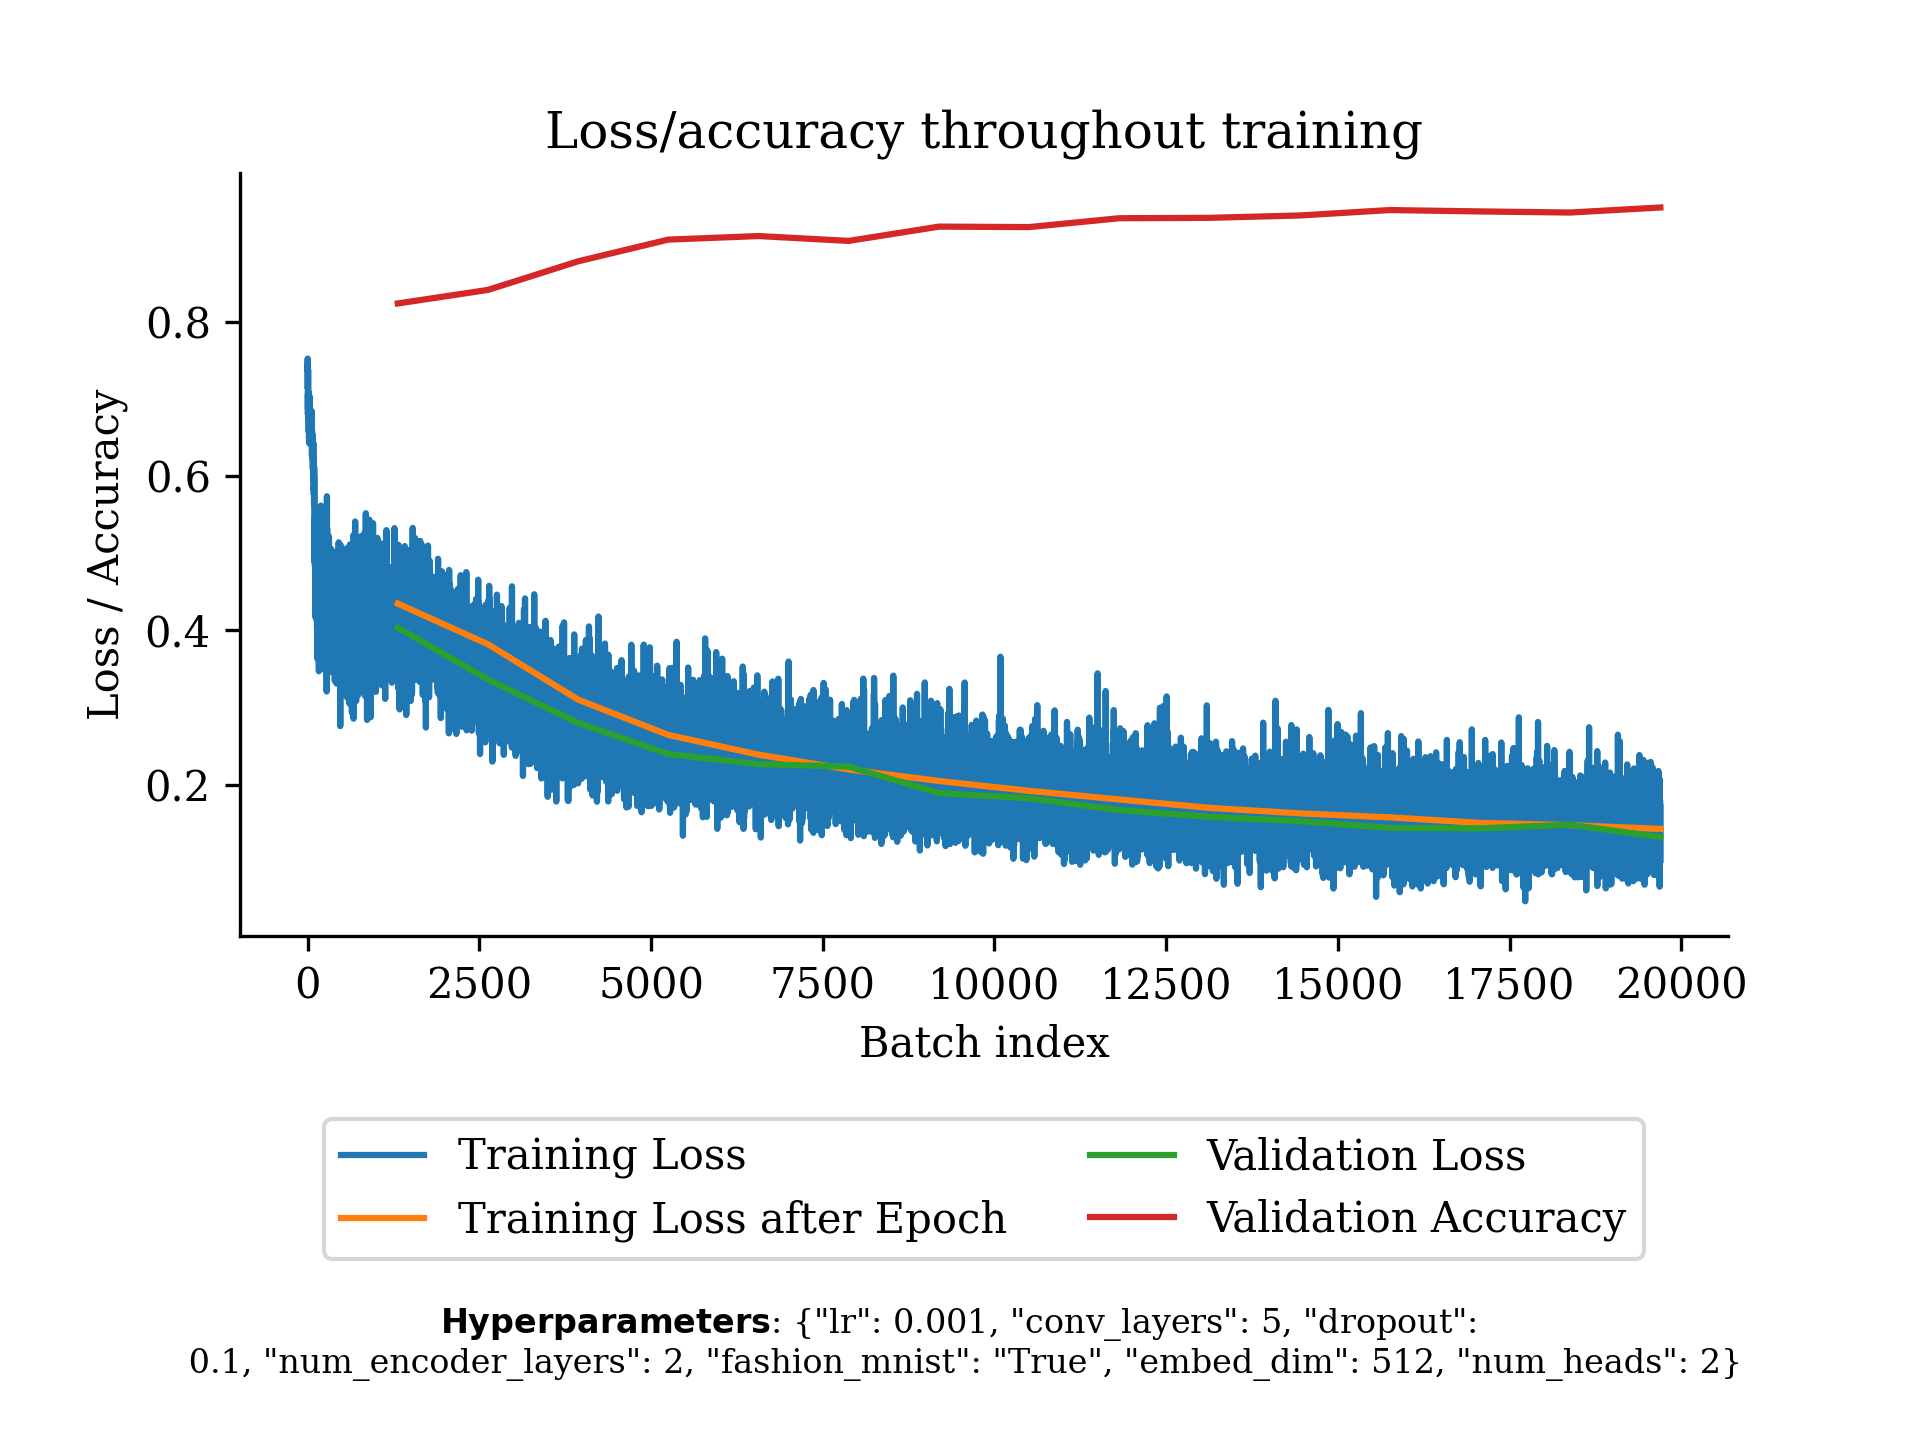 Loss/accuracy throughout training
Loss / Accuracy
0.8
0.6
0.4
0.2
0 2500 5000 7500 10000 12500 15000 17500 20000
Batch index
Training Loss
Training Loss after Epoch
Validation Loss
Validation Accuracy
Hyperparameters: {"lr": 0.001, "conv_layers": 5, "dropout":
0.1, "num_encoder_layers": 2, "fashion_mnist": "True", "embed_dim": 512, "num_heads": 2}